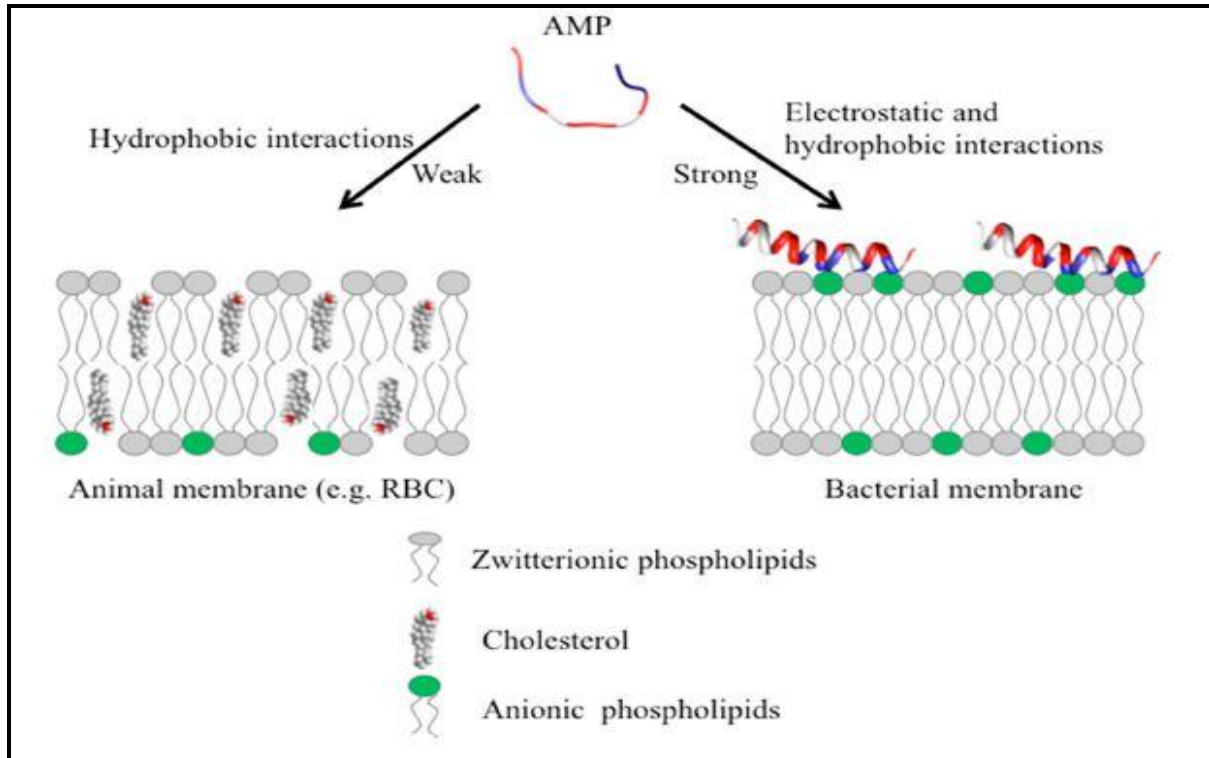 AMP
Hydrophobic interactions
Weak
Electrostatic and
hydrophobic interactions
Strong
Animal membrane (e.g. RBC)
Bacterial membrane
Zwitterionic phospholipids
Cholesterol
Anionic phospholipids